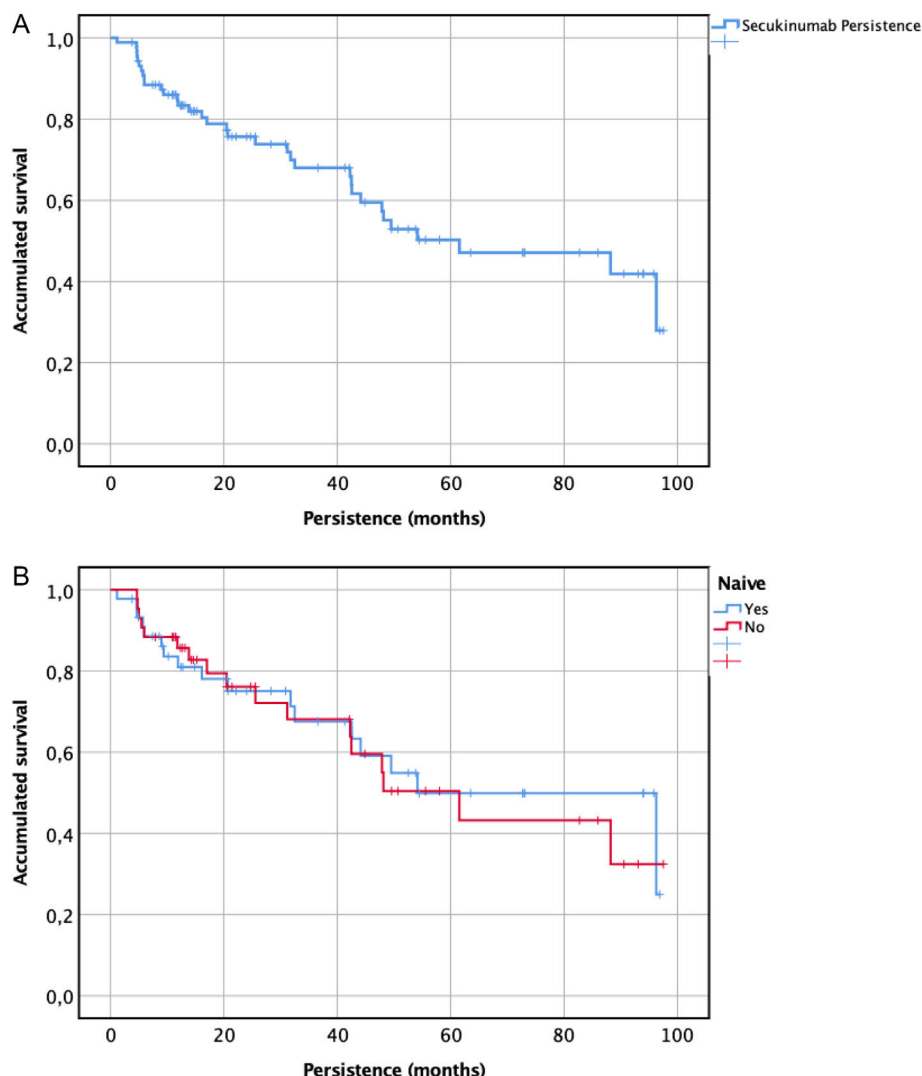 A
Secukinumab Persistence
1,0
0,8
0,6
0,4
0,2
0,0
Accumulated survival
0 20 40 60 80 100
Persistence (months)
B
Naive
Yes
No
1,0
0,8
0,6
0,4
0,2
0,0
Accumulated survival
0 20 40 60 80 100
Persistence (months)